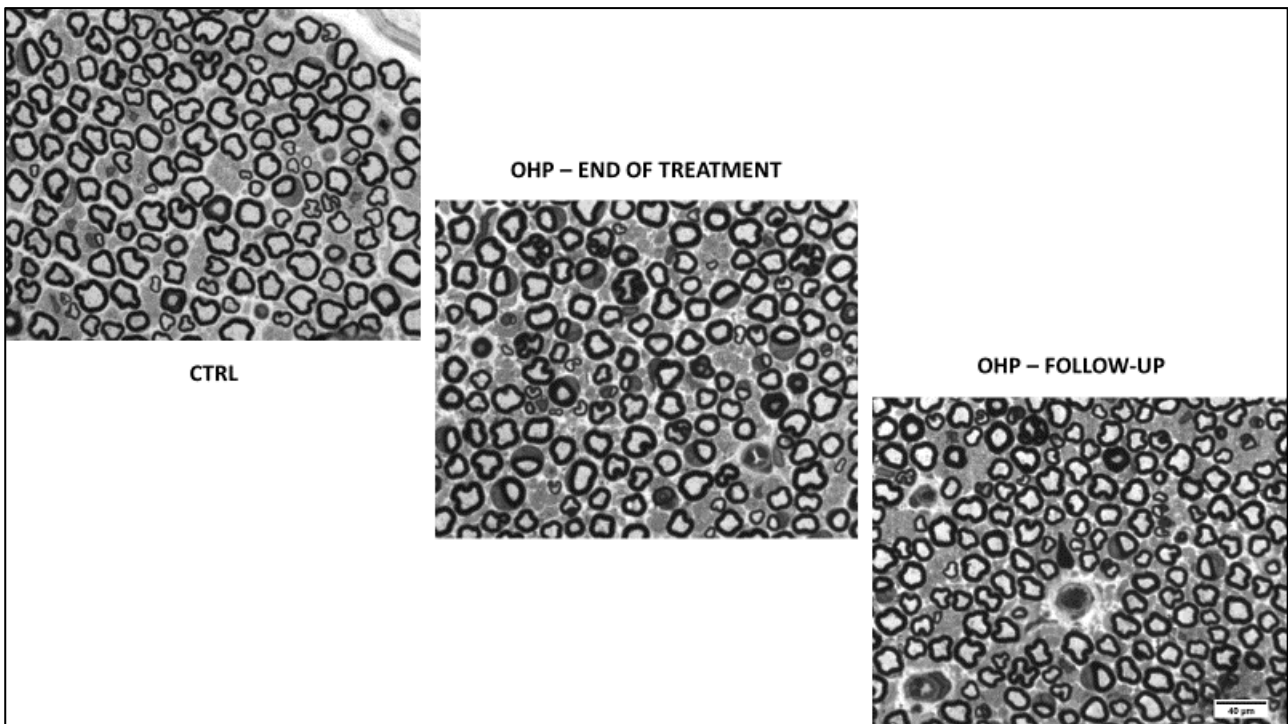 OHP – END OF TREATMENT
CTRL
OHP – FOLLOW-UP
40 µm